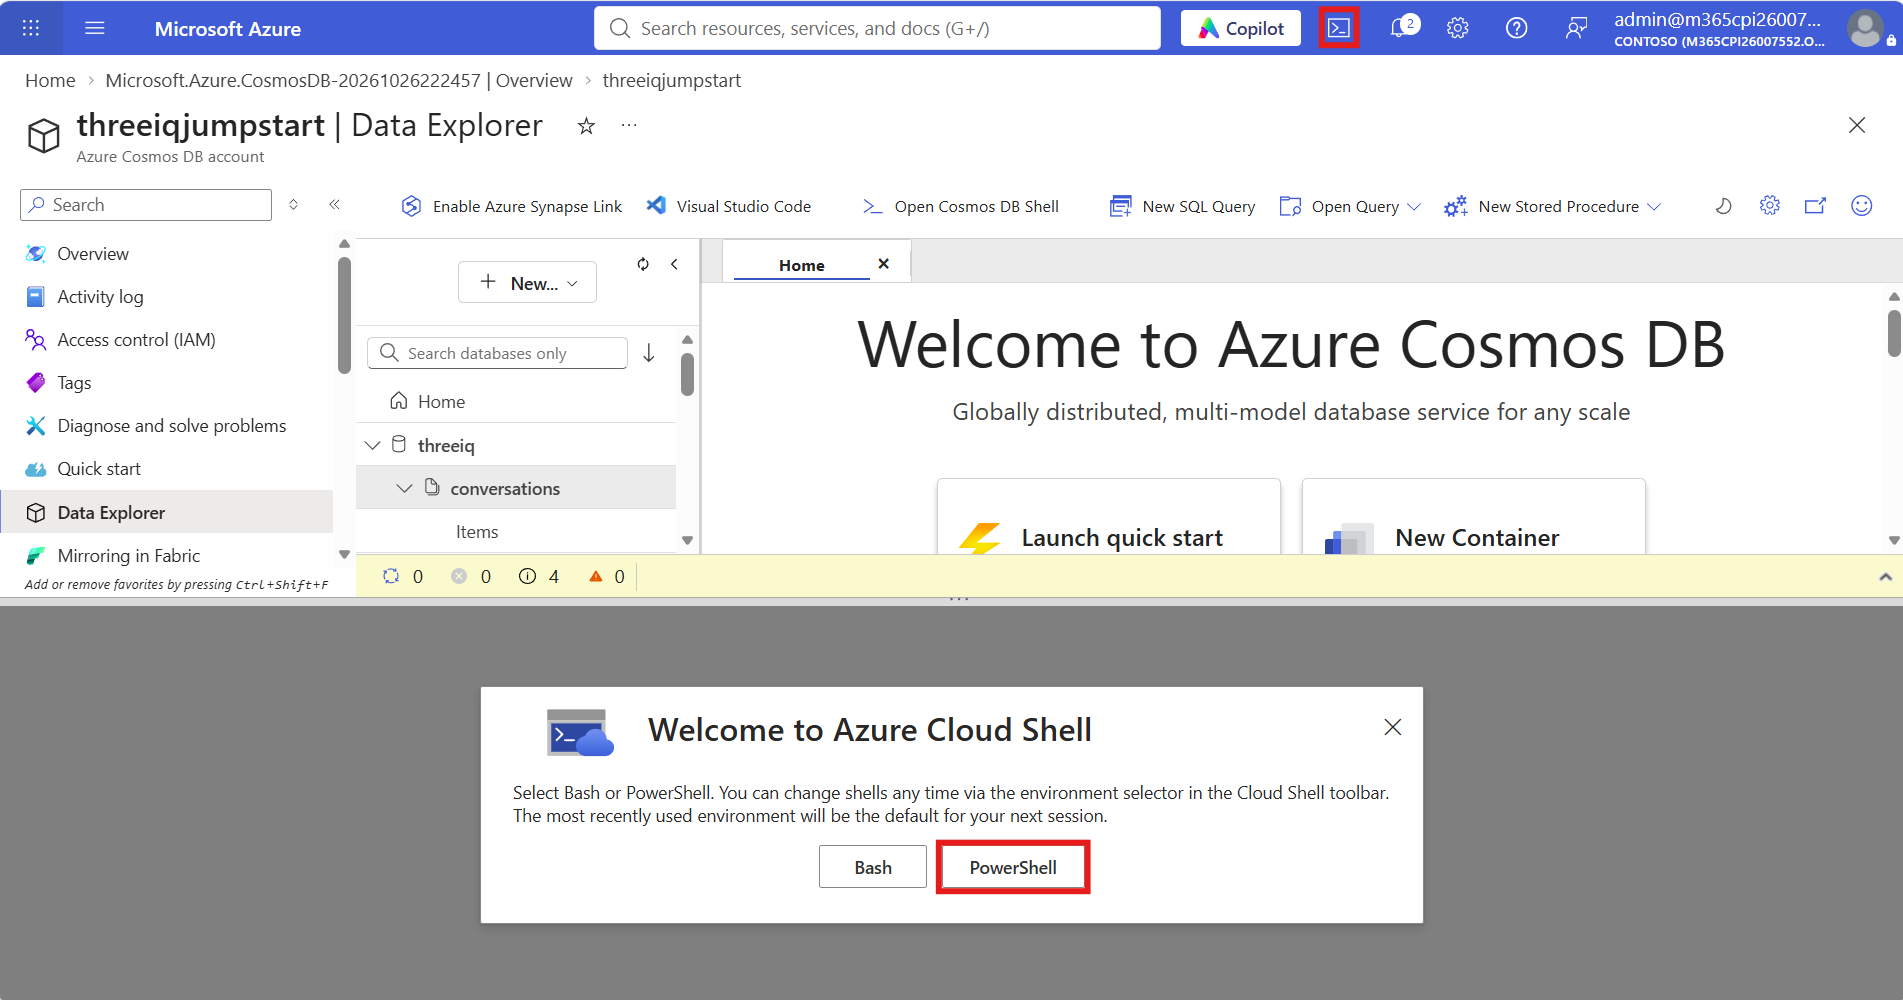 Microsoft Azure
Search resources, services, and docs (G+/)
Copilot
2
admin@m365cpi26007...
CONTOSO (M365CPI26007552.O...
Home > Microsoft.Azure.CosmosDB-20261026222457 | Overview > threeiqjumpstart
threeiqjumpstart | Data Explorer
Azure Cosmos DB account
Search
Enable Azure Synapse Link
Visual Studio Code
Open Cosmos DB Shell
New SQL Query
Open Query
New Stored Procedure
Overview
Activity log
Access control (IAM)
Tags
Diagnose and solve problems
Quick start
Data Explorer
Mirroring in Fabric
Add or remove favorites by pressing Ctrl+Shift+F
New...
Search databases only
Home
threeiq
conversations
Items
Home
Welcome to Azure Cosmos DB
Globally distributed, multi-model database service for any scale
Launch quick start
New Container
0 0 4 0
Welcome to Azure Cloud Shell
Select Bash or PowerShell. You can change shells any time via the environment selector in the Cloud Shell toolbar.
The most recently used environment will be the default for your next session.
Bash
PowerShell